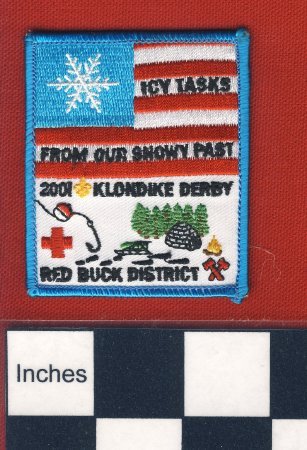 ICY TASKS
FROM OUR SNOWY PAST
2001 KLONDIKE DERBY
RED BUCK DISTRICT
Inches